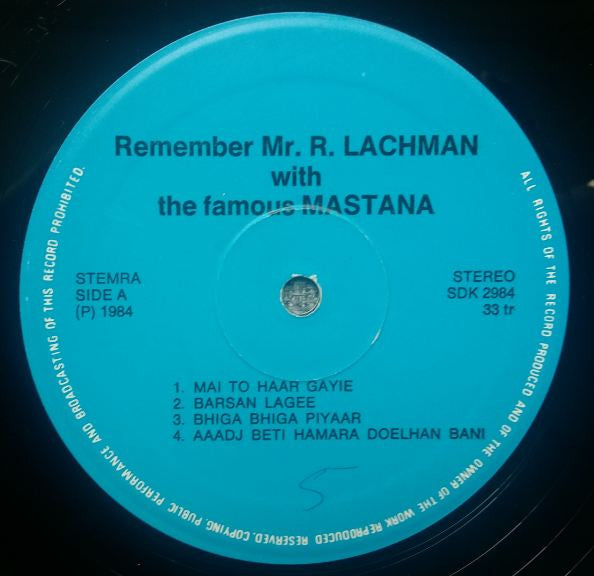 Remember Mr. R. LACHMAN
with
the famous MASTANA
STEMRA
SIDE A
(P) 1984
STEREO
SDK 2984
33 tr
1. MAI TO HAAR GAYIE
2. BARSAN LAGEE
3. BHIGA BHIGA PIYAAR
4. AAADJ BETI HAMARA DOELHAN BANI
5
ALL RIGHTS OF THE RECORD PRODUCED AND OF THE OWNER OF THE WORK REPRODUCED RESERVED. COPYING, PUBLIC PERFORMANCE AND BROADCASTING OF THIS RECORD PROHIBITED.